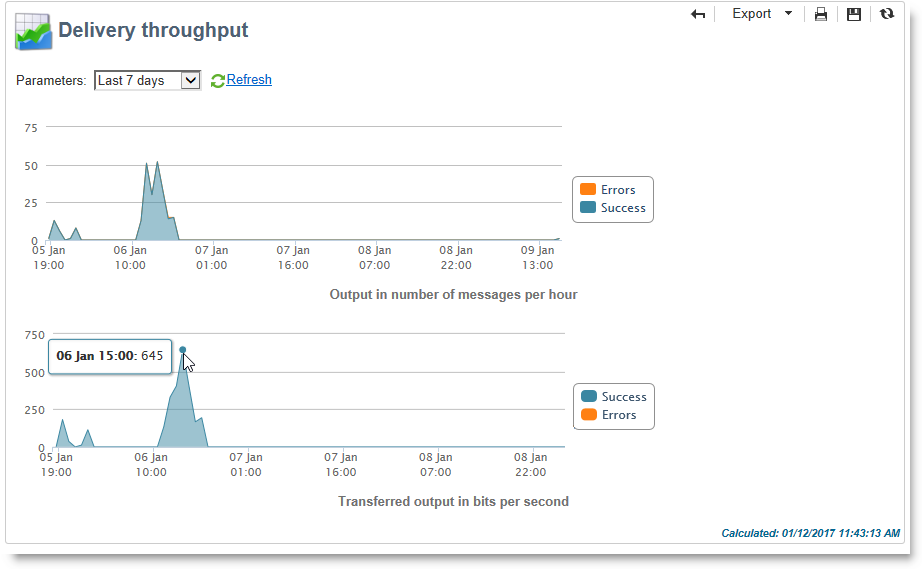 Export
Delivery throughput
Parameters: Last 7 days Refresh
75
50
25
0
05 Jan 06 Jan 07 Jan 07 Jan 08 Jan 08 Jan 09 Jan
19:00 10:00 01:00 16:00 07:00 22:00 13:00
Errors
Success
Output in number of messages per hour
750
06 Jan 15:00: 645
500
250
0
05 Jan 06 Jan 07 Jan 07 Jan 08 Jan 08 Jan
19:00 10:00 01:00 16:00 07:00 22:00
Success
Errors
Transferred output in bits per second
Calculated: 01/12/2017 11:43:13 AM